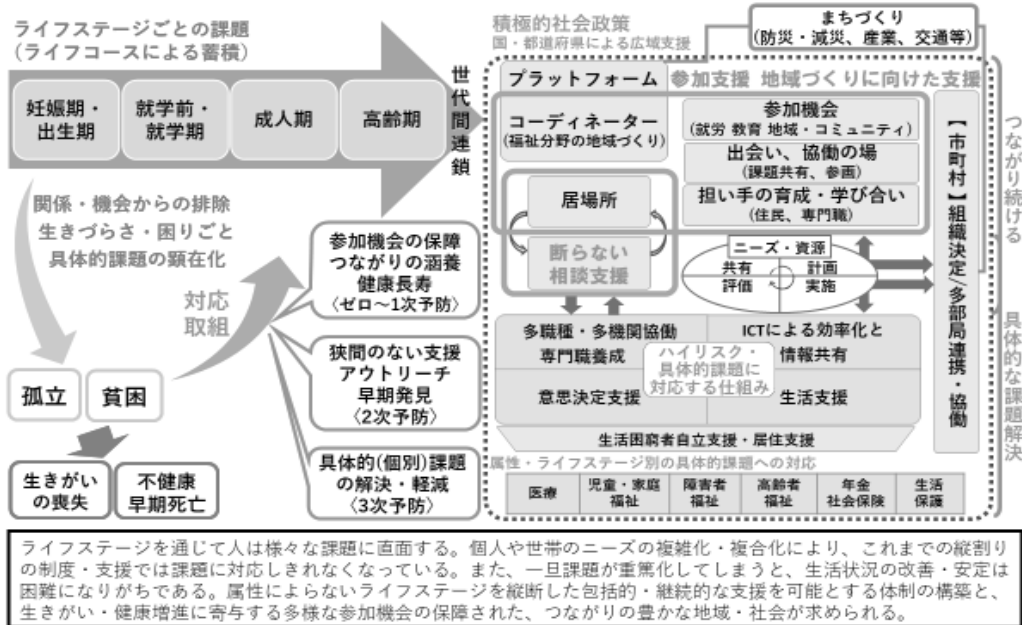 ライフステージごとの課題
(ライフコースによる蓄積)
妊娠期・
出生期
就学前・
就学期
成人期
高齢期
世代間連鎖
関係・機会からの排除
生きづらさ・困りごと
具体的課題の顕在化
対応
取組
孤立
貧困
生きがい
の喪失
不健康
早期死亡
参加機会の保障
つながりの涵養
健康長寿
〈ゼロ~1次予防〉
狭間のない支援
アウトリーチ
早期発見
〈2次予防〉
具体的(個別)課題
の解決・軽減
〈3次予防〉
積極的社会政策
国・都道府県による広域支援
まちづくり
(防災・減災、産業、交通等)
プラットフォーム
参加支援 地域づくりに向けた支援
コーディネーター
(福祉分野の地域づくり)
参加機会
(就労 教育 地域・コミュニティ)
出会い、協働の場
(課題共有、参画)
担い手の育成・学び合い
(住民、専門職)
居場所
断らない
相談支援
ニーズ・資源
共有
計画
評価
実施
多職種・多機関協働
専門職養成
ICTによる効率化と
情報共有
ハイリスク・
具体的課題に
対応する仕組み
意思決定支援
生活支援
生活困窮者自立支援・居住支援
属性・ライフステージ別の具体的課題への対応
医療
児童・家庭
福祉
障害者
福祉
高齢者
福祉
年金
社会保険
生活
保護
【市町村】組織決定/多部局連携・協働
つながり続ける
具体的な課題解決
ライフステージを通じて人は様々な課題に直面する。個人や世帯のニーズの複雑化・複合化により、これまでの縦割り
の制度・支援では課題に対応しきれなくなっている。また、一旦課題が重篤化してしまうと、生活状況の改善・安定は
困難になりがちである。属性によらないライフステージを縦断した包括的・継続的な支援を可能とする体制の構築と、
生きがい・健康増進に寄与する多様な参加機会の保障された、つながりの豊かな地域・社会が求められる。